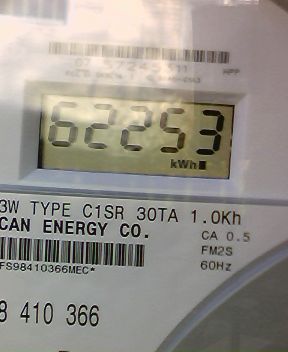 62253
kWh
3W TYPE C1SR 30TA 1.0Kh
CAN ENERGY CO.
CA 0.5
FM2S
60Hz
FS98410366MEC*
8 410 366